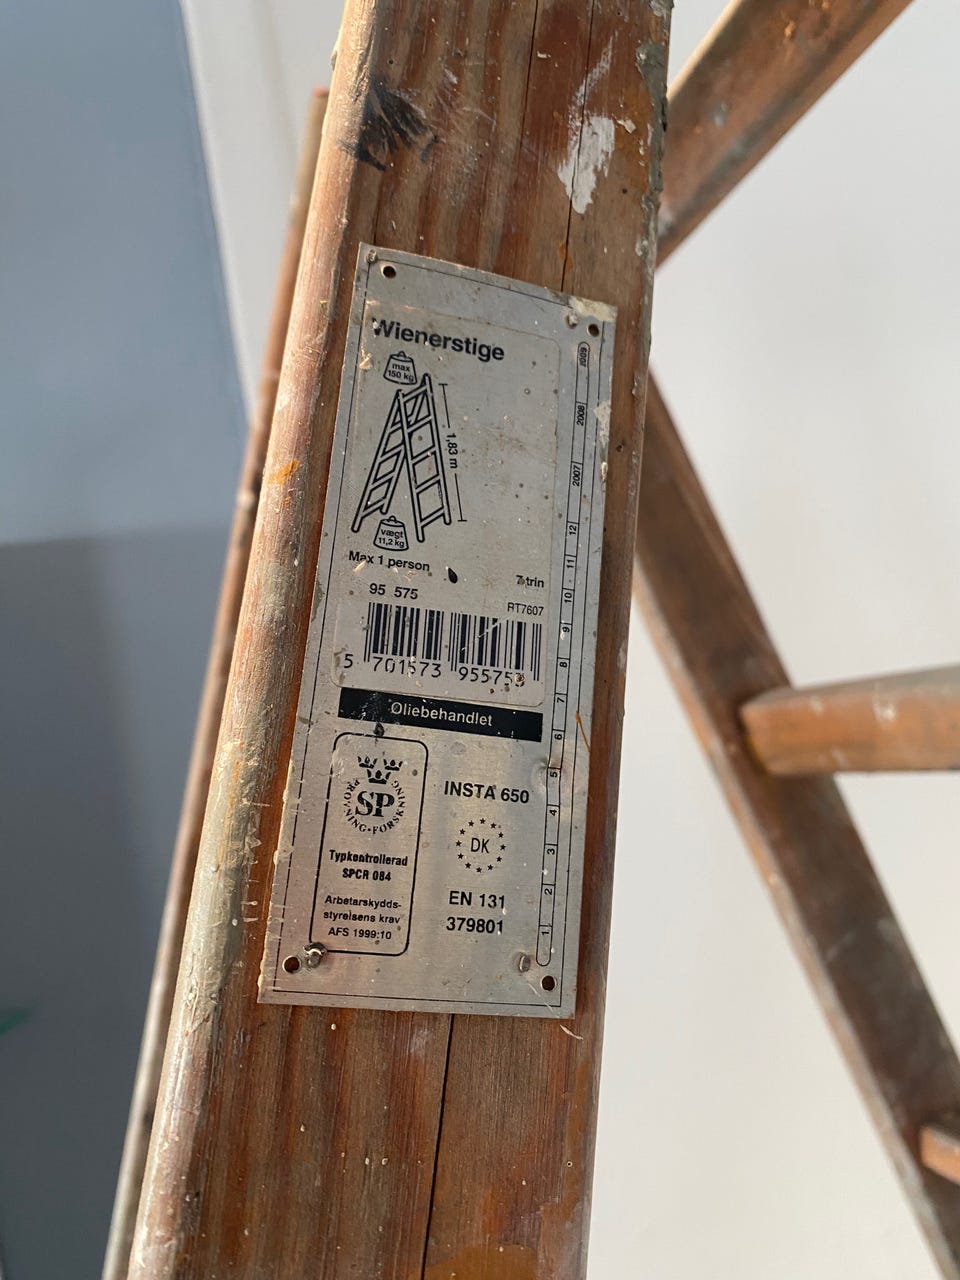 Wienerstige
max
150 kg
1,83 m
vægt
11,2 kg
Max 1 person
7 trin
95 575
RT7607
5 701573 955753
Oliebehandlet
SP
PROVNING • FORSKNING
Typkontrollerad
SPCR 084
Arbetarskydds-
styrelsens krav
AFS 1999:10
INSTA 650
DK
EN 131
379801
1 2 3 4 5 6 7 8 9 10 11 12 2007 2008 2009